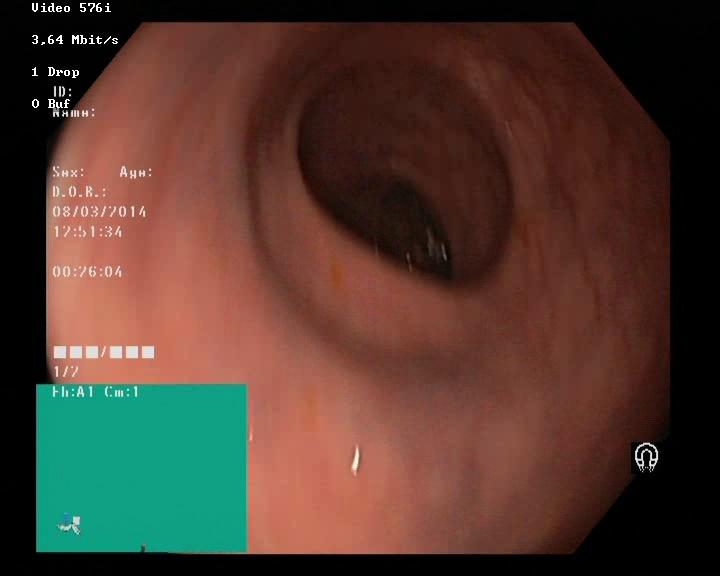 Video 576i
3,64 Mbit/s
1 Drop
ID:
0 Buf
Name:
Sex: Age:
D.O.B.:
08/03/2014
12:51:34
00:26:04
■■■/■■■
1/2
Eh:A1 Cm:1